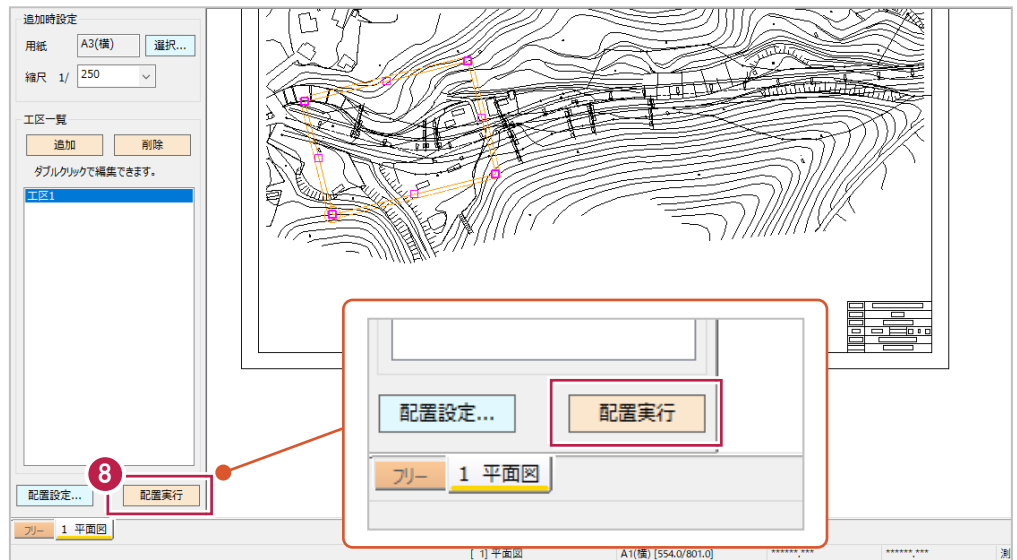 追加時設定
用紙 A3(横) 選択...
縮尺 1/ 250
工区一覧
追加 削除
ダブルクリックで編集できます。
工区1
8
配置設定... 配置実行
フリー 1 平面図
配置設定... 配置実行
フリー 1 平面図
[ 1] 平面図 A1(横) [554.0/801.0] ******.*** ******.*** 測